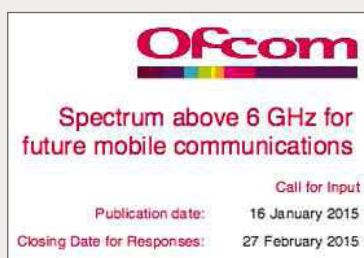 Ofcom
Spectrum above 6 GHz for
future mobile communications
Call for Input
Publication date: 16 January 2015
Closing Date for Responses: 27 February 2015